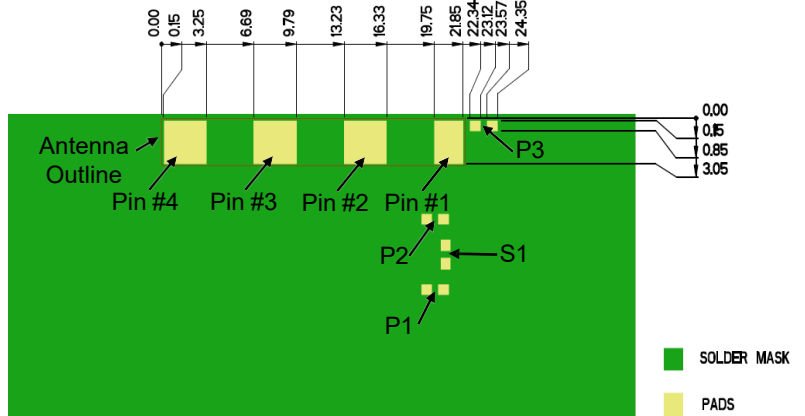 0.00
0.15
3.25
6.69
9.79
13.23
16.33
19.75
21.85
22.34
23.12
23.57
24.35
0.00
0.15
0.85
3.05
Antenna
Outline
P3
Pin #4
Pin #3
Pin #2
Pin #1
P2
S1
P1
SOLDER MASK
PADS